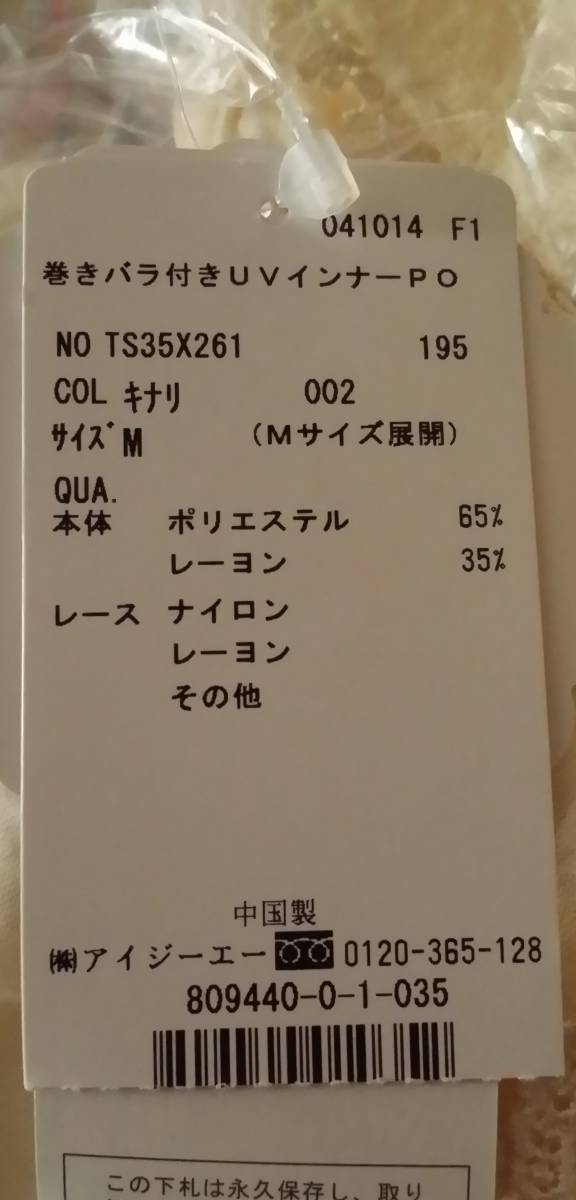 041014 F1
巻きバラ付きUVインナーPO
NO TS35X261 195
COL キナリ 002
サイズ M (Mサイズ展開)
QUA.
本体 ポリエステル 65%
レーヨン 35%
レース ナイロン
レーヨン
その他
中国製
㈱アイジーエー 0120-365-128
809440-0-1-035
この下札は永久保存し、取り